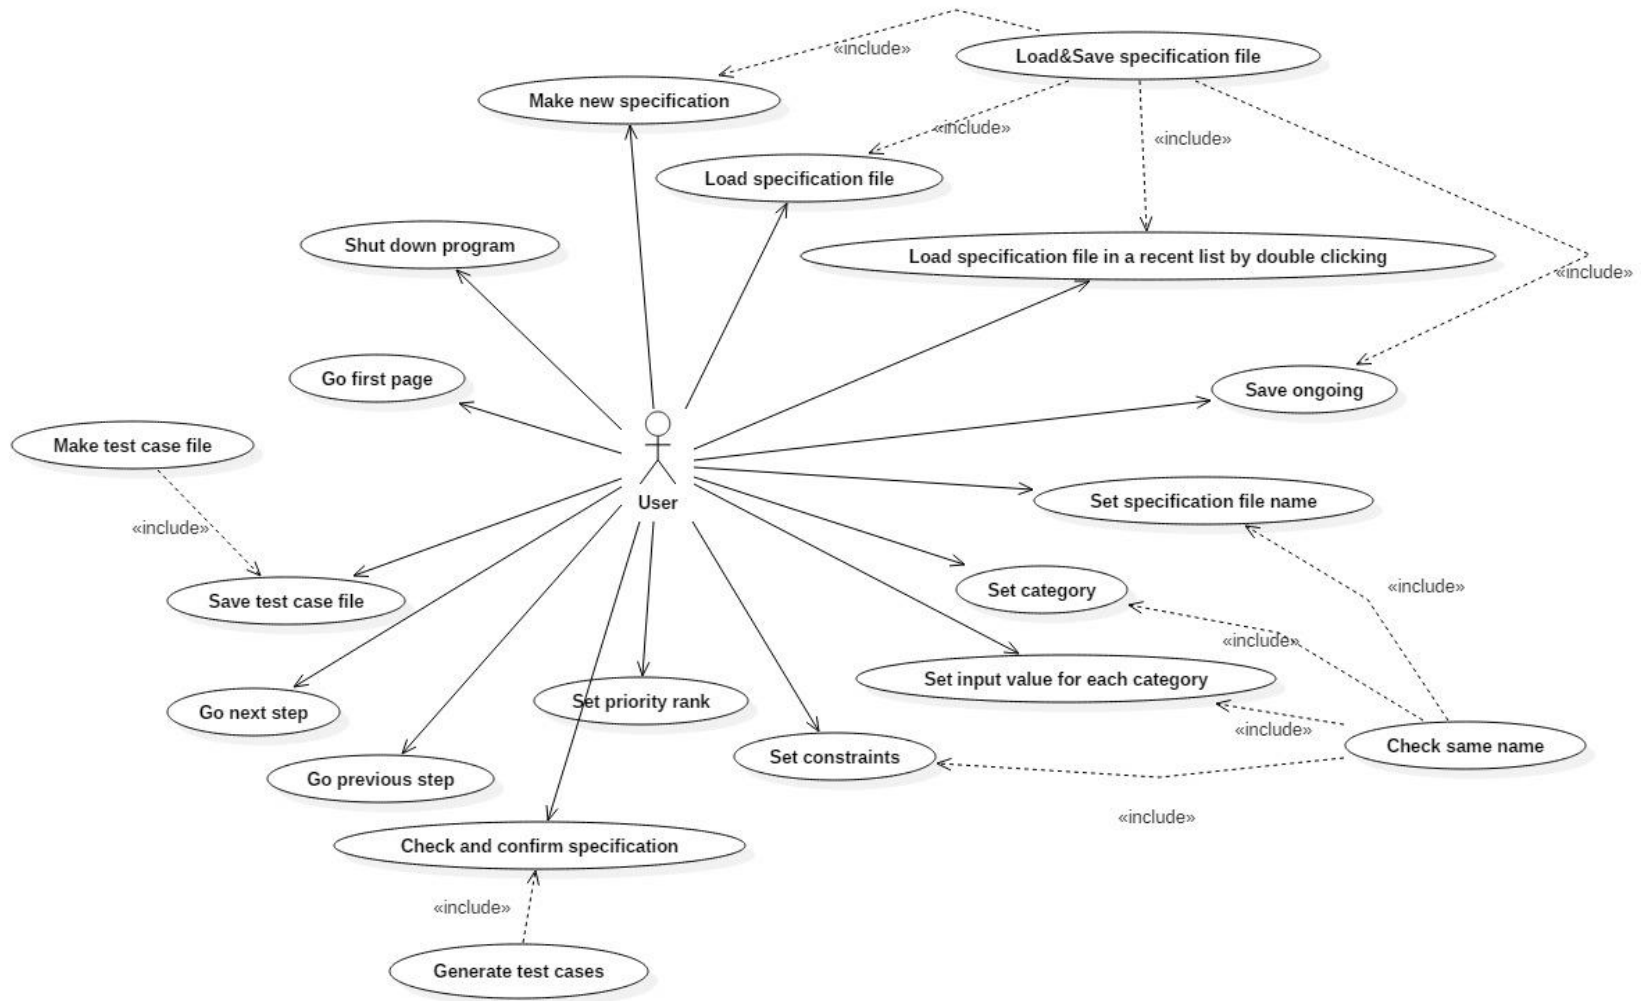 «include»
Load&Save specification file
Make new specification
«include»
«include»
Load specification file
Shut down program
Load specification file in a recent list by double clicking
«include»
Go first page
Save ongoing
Make test case file
User
Set specification file name
«include»
Set category
«include»
Save test case file
«include»
Set input value for each category
Go next step
Set priority rank
«include»
Set constraints
Check same name
Go previous step
«include»
Check and confirm specification
«include»
Generate test cases